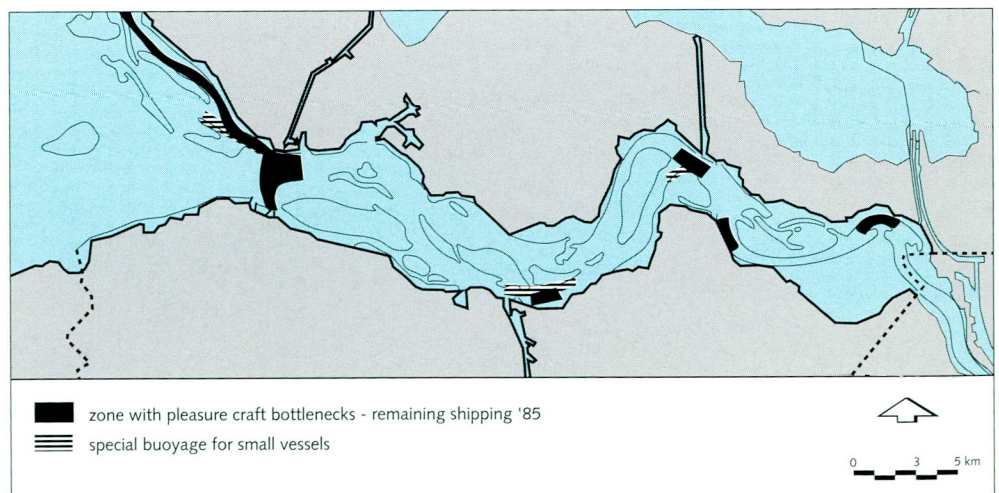 zone with pleasure craft bottlenecks - remaining shipping '85
special buoyage for small vessels
0 3 5 km